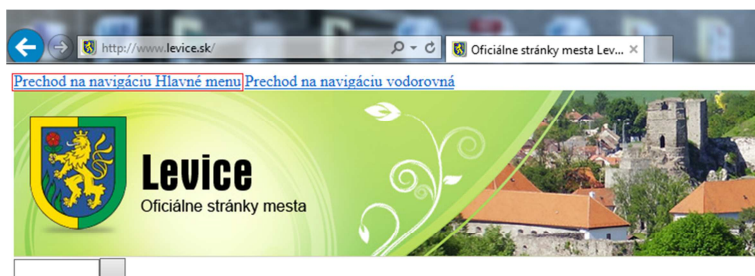 http://www.levice.sk/ Oficiálne stránky mesta Lev...
Prechod na navigáciu Hlavné menu Prechod na navigáciu vodorovná
Levice
Oficiálne stránky mesta